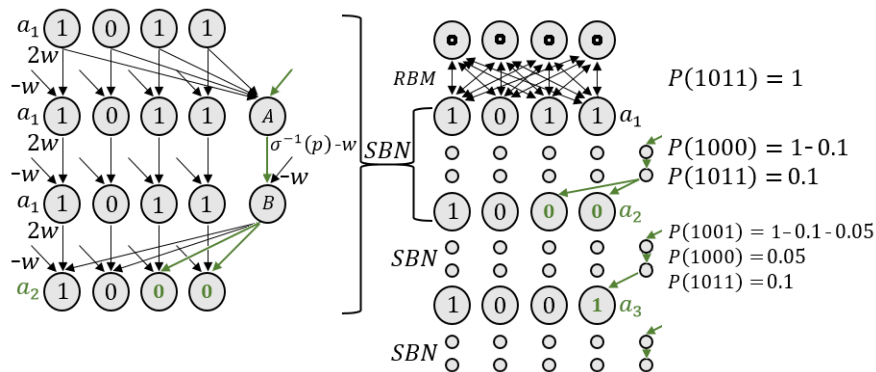 a₁ 1 0 1 1
2w
-w
a₁ 1 0 1 1 A
2w
σ⁻¹(p)-w
-w
-w
a₁ 1 0 1 1 B
2w
-w
a₂ 1 0 0 0
SBN
o o o o
RBM
P(1011) = 1
1 0 1 1 a₁
P(1000) = 1-0.1
P(1011) = 0.1
1 0 0 0 a₂
SBN
P(1001) = 1-0.1-0.05
P(1000) = 0.05
P(1011) = 0.1
1 0 0 1 a₃
SBN